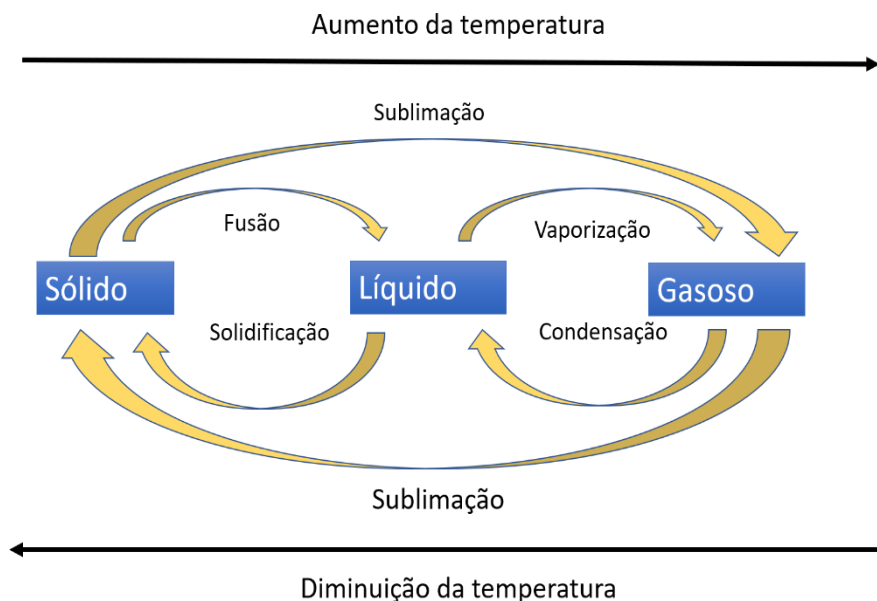 Aumento da temperatura
Sublimação
Fusão
Vaporização
Sólido
Líquido
Gasoso
Solidificação
Condensação
Sublimação
Diminuição da temperatura